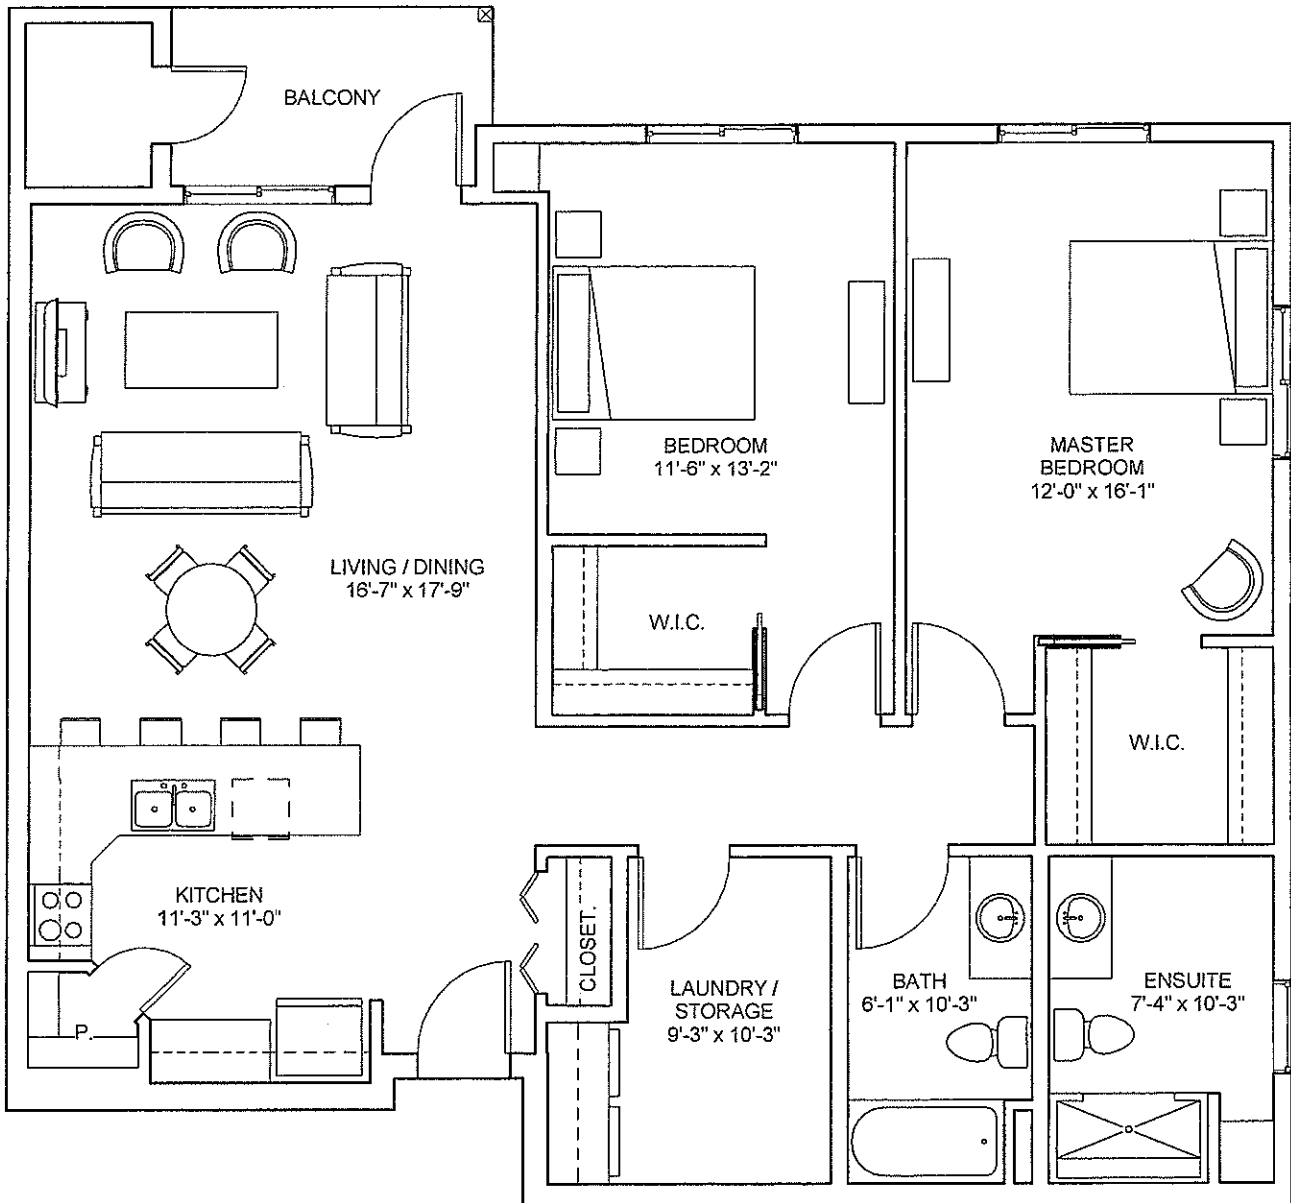 BALCONY
BEDROOM
11'-6" x 13'-2"
MASTER
BEDROOM
12'-0" x 16'-1"
LIVING / DINING
16'-7" x 17'-9"
W.I.C.
W.I.C.
KITCHEN
11'-3" x 11'-0"
CLOSET.
LAUNDRY /
STORAGE
9'-3" x 10'-3"
BATH
6'-1" x 10'-3"
ENSUITE
7'-4" x 10'-3"
P.